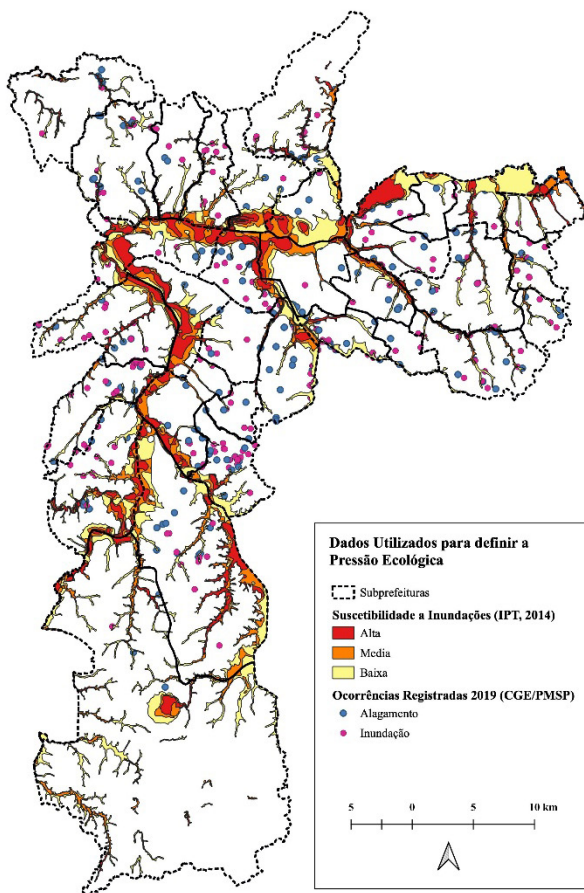 Dados Utilizados para definir a
Pressão Ecológica
Subprefeituras
Suscetibilidade a Inundações (IPT, 2014)
Alta
Media
Baixa
Ocorrências Registradas 2019 (CGE/PMSP)
Alagamento
Inundação
5 0 5 10 km